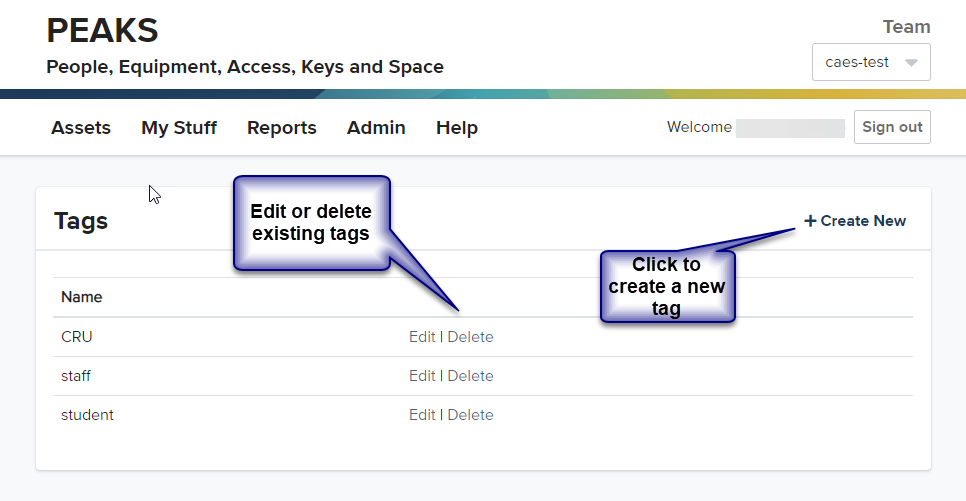 PEAKS
People, Equipment, Access, Keys and Space
Team
caes-test
Assets My Stuff Reports Admin Help
Welcome
Sign out
Tags
Edit or delete
existing tags
+ Create New
Click to
create a new
tag
Name
CRU Edit | Delete
staff Edit | Delete
student Edit | Delete